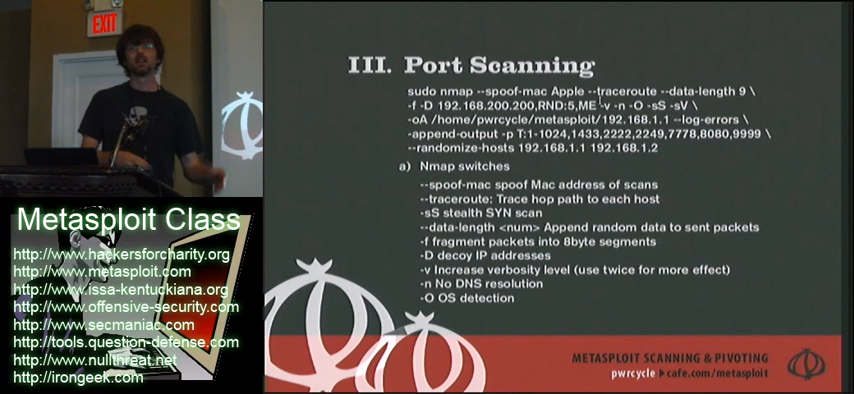 EXIT
III. Port Scanning
sudo nmap --spoof-mac Apple --traceroute --data-length 9 \
-f -D 192.168.200.200,RND:5,ME -v -n -O -sS -sV \
-oA /home/pwrcycle/metasploit/192.168.1.1 --log-errors \
-append-output -p T:1-1024,1433,2222,2249,7778,8080,9999 \
--randomize-hosts 192.168.1.1 192.168.1.2
a) Nmap switches
--spoof-mac spoof Mac address of scans
--traceroute: Trace hop path to each host
-sS stealth SYN scan
--data-length <num> Append random data to sent packets
-f fragment packets into 8byte segments
-D decoy IP addresses
-v Increase verbosity level (use twice for more effect)
-n No DNS resolution
-O OS detection
METASPLOIT SCANNING & PIVOTING
pwrcycle cafe.com/metasploit
Metasploit Class
http://www.hackersforcharity.org
http://www.metasploit.com
http://www.issa-kentuckiana.org
http://www.offensive-security.com
http://www.secmaniac.com
http://tools.question-defense.com
http://www.nullthreat.net
http://irongeek.com